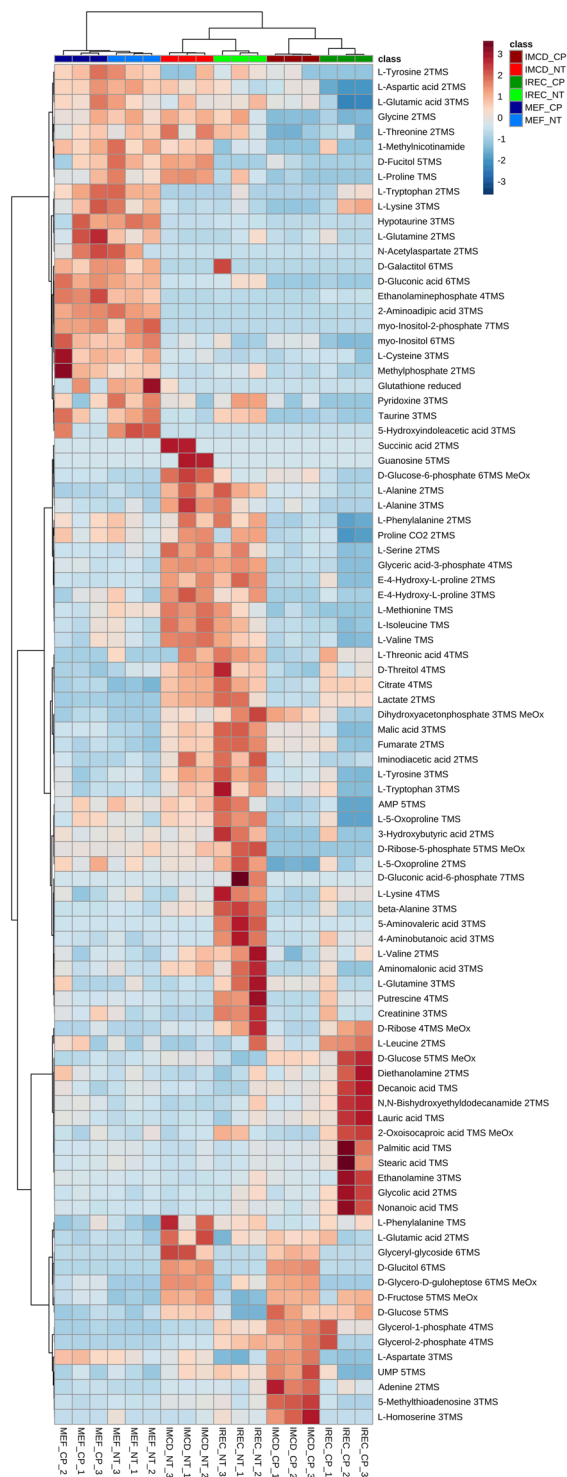 class
class
IMCD_CP
IMCD_NT
IREC_CP
IREC_NT
MEF_CP
MEF_NT
3
2
1
0
-1
-2
-3
L-Tyrosine 2TMS
L-Aspartic acid 2TMS
L-Glutamic acid 3TMS
Glycine 2TMS
L-Threonine 2TMS
1-Methylnicotinamide
D-Fucitol 5TMS
L-Proline TMS
L-Tryptophan 2TMS
L-Lysine 3TMS
Hypotaurine 3TMS
L-Glutamine 2TMS
N-Acetylaspartate 2TMS
D-Galactitol 6TMS
D-Gluconic acid 6TMS
Ethanolaminephosphate 4TMS
2-Aminoadipic acid 3TMS
myo-Inositol-2-phosphate 7TMS
myo-Inositol 6TMS
L-Cysteine 3TMS
Methylphosphate 2TMS
Glutathione reduced
Pyridoxine 3TMS
Taurine 3TMS
5-Hydroxyindoleacetic acid 3TMS
Succinic acid 2TMS
Guanosine 5TMS
D-Glucose-6-phosphate 6TMS MeOx
L-Alanine 2TMS
L-Alanine 3TMS
L-Phenylalanine 2TMS
Proline CO2 2TMS
L-Serine 2TMS
Glyceric acid-3-phosphate 4TMS
E-4-Hydroxy-L-proline 2TMS
E-4-Hydroxy-L-proline 3TMS
L-Methionine TMS
L-Isoleucine TMS
L-Valine TMS
L-Threonic acid 4TMS
D-Threitol 4TMS
Citrate 4TMS
Lactate 2TMS
Dihydroxyacetonphosphate 3TMS MeOx
Malic acid 3TMS
Fumarate 2TMS
Iminodiacetic acid 2TMS
L-Tyrosine 3TMS
L-Tryptophan 3TMS
AMP 5TMS
L-5-Oxoproline TMS
3-Hydroxybutyric acid 2TMS
D-Ribose-5-phosphate 5TMS MeOx
L-5-Oxoproline 2TMS
D-Gluconic acid-6-phosphate 7TMS
L-Lysine 4TMS
beta-Alanine 3TMS
5-Aminovaleric acid 3TMS
4-Aminobutanoic acid 3TMS
L-Valine 2TMS
Aminomalonic acid 3TMS
L-Glutamine 3TMS
Putrescine 4TMS
Creatinine 3TMS
D-Ribose 4TMS MeOx
L-Leucine 2TMS
D-Glucose 5TMS MeOx
Diethanolamine 2TMS
Decanoic acid TMS
N,N-Bishydroxyethyldodecanamide 2TMS
Lauric acid TMS
2-Oxoisocaproic acid TMS MeOx
Palmitic acid TMS
Stearic acid TMS
Ethanolamine 3TMS
Glycolic acid 2TMS
Nonanoic acid TMS
L-Phenylalanine TMS
L-Glutamic acid 2TMS
Glyceryl-glycoside 6TMS
D-Glucitol 6TMS
D-Glycero-D-guloheptose 6TMS MeOx
D-Fructose 5TMS MeOx
D-Glucose 5TMS
Glycerol-1-phosphate 4TMS
Glycerol-2-phosphate 4TMS
L-Aspartate 3TMS
UMP 5TMS
Adenine 2TMS
5-Methylthioadenosine 3TMS
L-Homoserine 3TMS
MEF_CP_2
MEF_CP_1
MEF_CP_3
MEF_NT_3
MEF_NT_1
MEF_NT_2
IMCD_NT_3
IMCD_NT_1
IMCD_NT_2
IREC_NT_3
IREC_NT_1
IREC_NT_2
IMCD_CP_1
IMCD_CP_2
IMCD_CP_3
IREC_CP_1
IREC_CP_2
IREC_CP_3